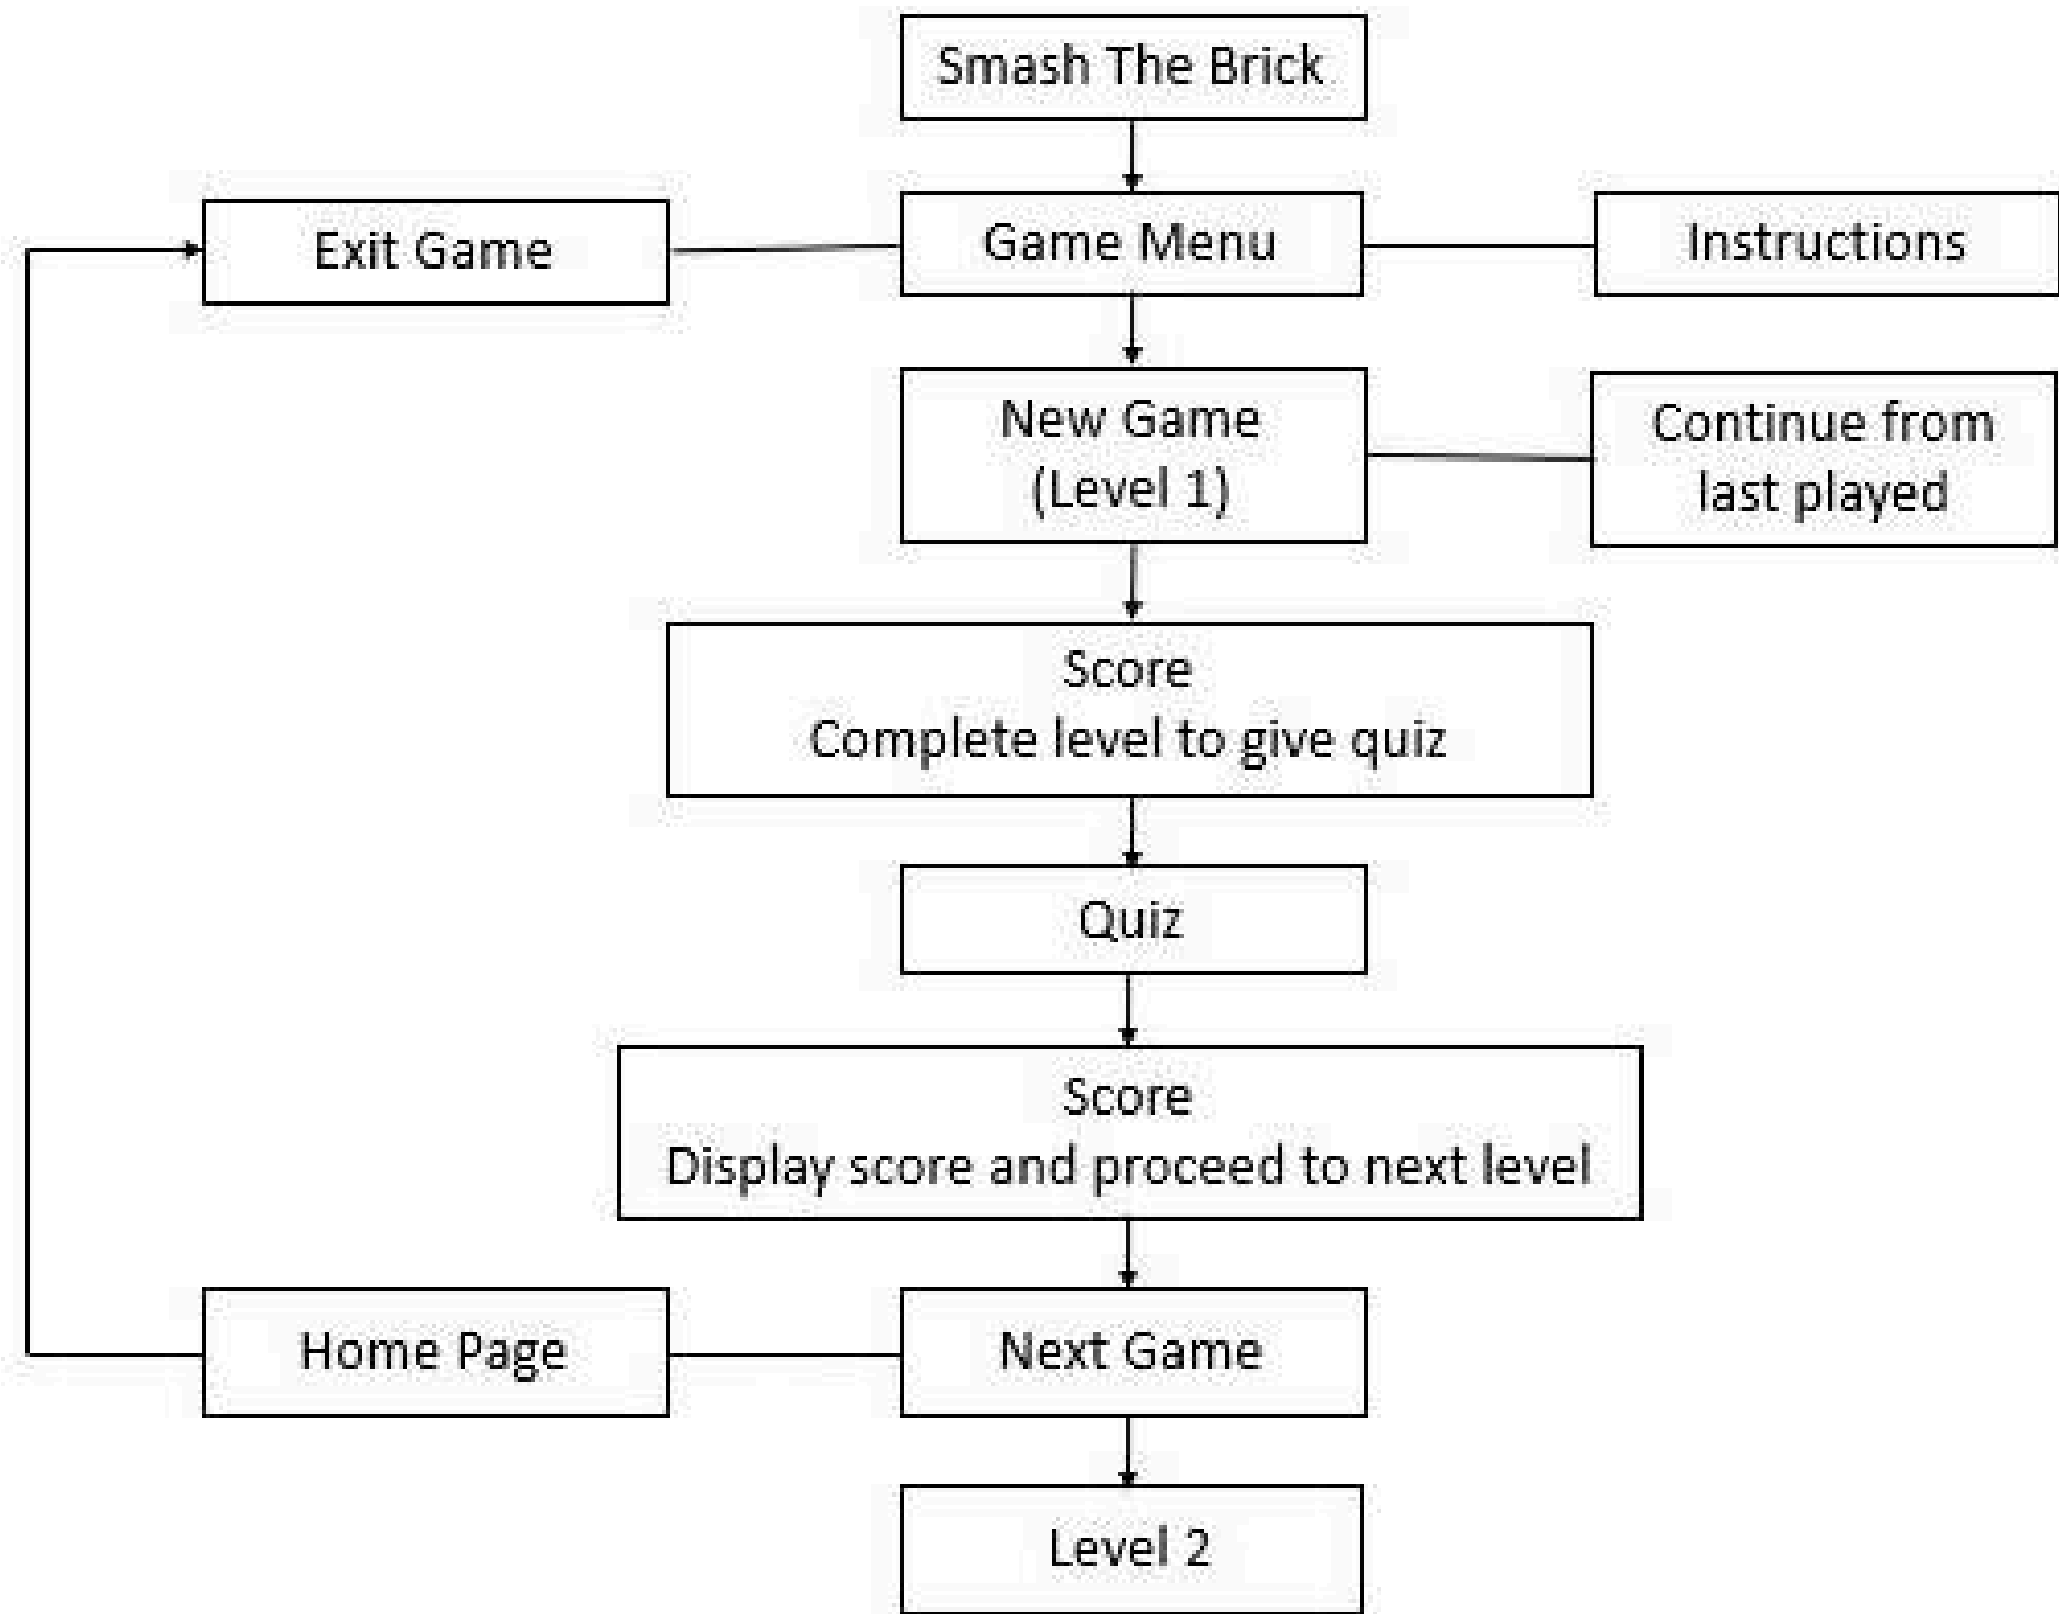 Smash The Brick
Exit Game
Game Menu
Instructions
New Game
(Level 1)
Continue from
last played
Score
Complete level to give quiz
Quiz
Score
Display score and proceed to next level
Home Page
Next Game
Level 2